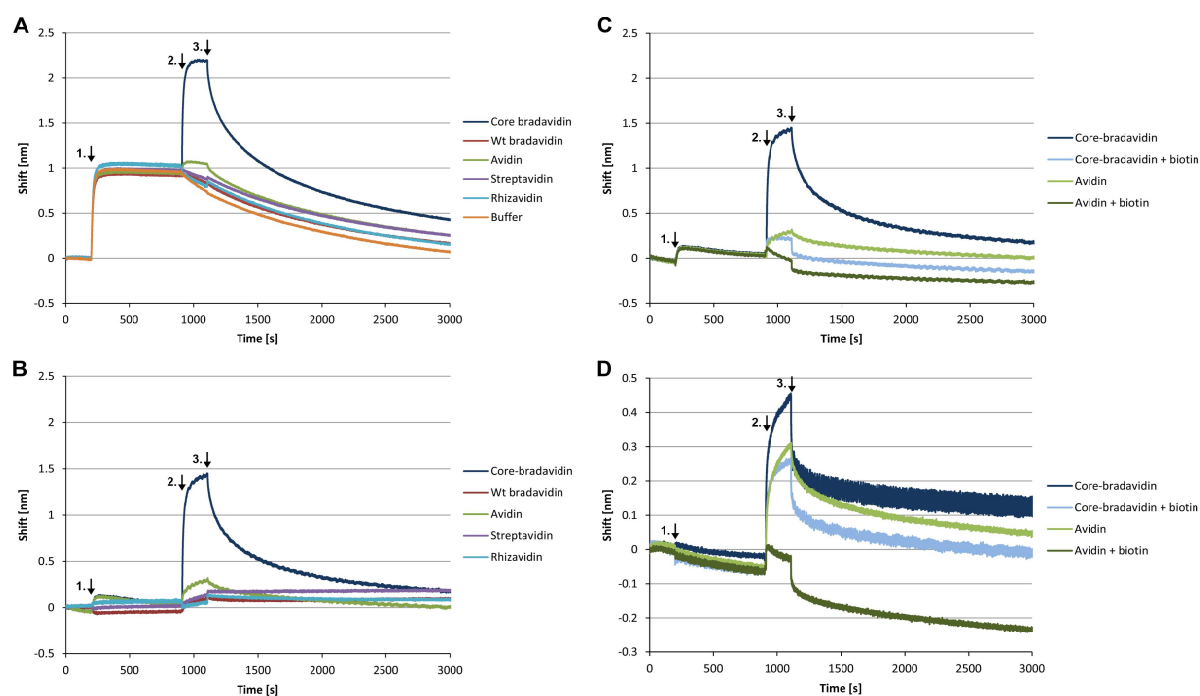 A
2.5
2
1.5
1
0.5
0
-0.5
Shift [nm]
1.
2.
3.
0 500 1000 1500 2000 2500 3000
Time [s]
Core bradavidin
Wt bradavidin
Avidin
Streptavidin
Rhizavidin
Buffer
B
2.5
2
1.5
1
0.5
0
-0.5
Shift [nm]
1.
2.
3.
0 500 1000 1500 2000 2500 3000
Time [s]
Core-bradavidin
Wt bradavidin
Avidin
Streptavidin
Rhizavidin
C
2.5
2
1.5
1
0.5
0
-0.5
Shift [nm]
1.
2.
3.
0 500 1000 1500 2000 2500 3000
Time [s]
Core-bracavidin
Core-bracavidin + biotin
Avidin
Avidin + biotin
D
0.5
0.4
0.3
0.2
0.1
0
-0.1
-0.2
-0.3
Shift [nm]
1.
2.
3.
0 500 1000 1500 2000 2500 3000
Time [s]
Core-bradavidin
Core-bradavidin + biotin
Avidin
Avidin + biotin